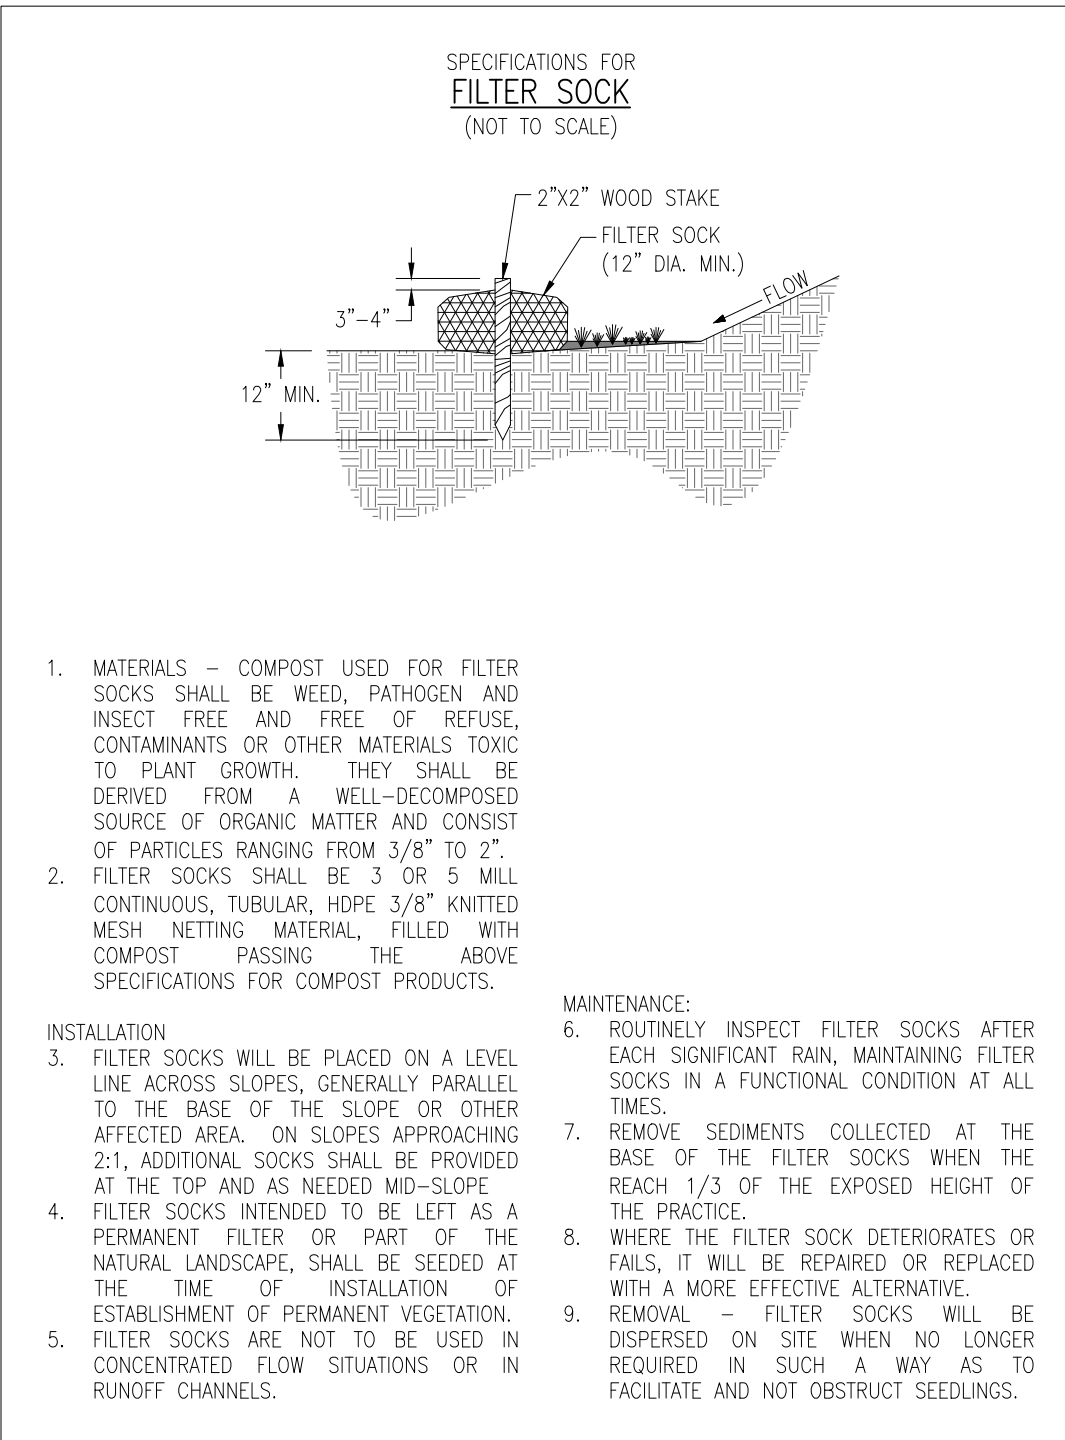 SPECIFICATIONS FOR
FILTER SOCK
(NOT TO SCALE)
2"X2" WOOD STAKE
FILTER SOCK
(12" DIA. MIN.)
FLOW
3"-4"
12" MIN.
1. MATERIALS – COMPOST USED FOR FILTER
SOCKS SHALL BE WEED, PATHOGEN AND
INSECT FREE AND FREE OF REFUSE,
CONTAMINANTS OR OTHER MATERIALS TOXIC
TO PLANT GROWTH. THEY SHALL BE
DERIVED FROM A WELL-DECOMPOSED
SOURCE OF ORGANIC MATTER AND CONSIST
OF PARTICLES RANGING FROM 3/8" TO 2".
2. FILTER SOCKS SHALL BE 3 OR 5 MILL
CONTINUOUS, TUBULAR, HDPE 3/8" KNITTED
MESH NETTING MATERIAL, FILLED WITH
COMPOST PASSING THE ABOVE
SPECIFICATIONS FOR COMPOST PRODUCTS.
INSTALLATION
3. FILTER SOCKS WILL BE PLACED ON A LEVEL
LINE ACROSS SLOPES, GENERALLY PARALLEL
TO THE BASE OF THE SLOPE OR OTHER
AFFECTED AREA. ON SLOPES APPROACHING
2:1, ADDITIONAL SOCKS SHALL BE PROVIDED
AT THE TOP AND AS NEEDED MID-SLOPE
4. FILTER SOCKS INTENDED TO BE LEFT AS A
PERMANENT FILTER OR PART OF THE
NATURAL LANDSCAPE, SHALL BE SEEDED AT
THE TIME OF INSTALLATION OF
ESTABLISHMENT OF PERMANENT VEGETATION.
5. FILTER SOCKS ARE NOT TO BE USED IN
CONCENTRATED FLOW SITUATIONS OR IN
RUNOFF CHANNELS.
MAINTENANCE:
6. ROUTINELY INSPECT FILTER SOCKS AFTER
EACH SIGNIFICANT RAIN, MAINTAINING FILTER
SOCKS IN A FUNCTIONAL CONDITION AT ALL
TIMES.
7. REMOVE SEDIMENTS COLLECTED AT THE
BASE OF THE FILTER SOCKS WHEN THE
REACH 1/3 OF THE EXPOSED HEIGHT OF
THE PRACTICE.
8. WHERE THE FILTER SOCK DETERIORATES OR
FAILS, IT WILL BE REPAIRED OR REPLACED
WITH A MORE EFFECTIVE ALTERNATIVE.
9. REMOVAL – FILTER SOCKS WILL BE
DISPERSED ON SITE WHEN NO LONGER
REQUIRED IN SUCH A WAY AS TO
FACILITATE AND NOT OBSTRUCT SEEDLINGS.